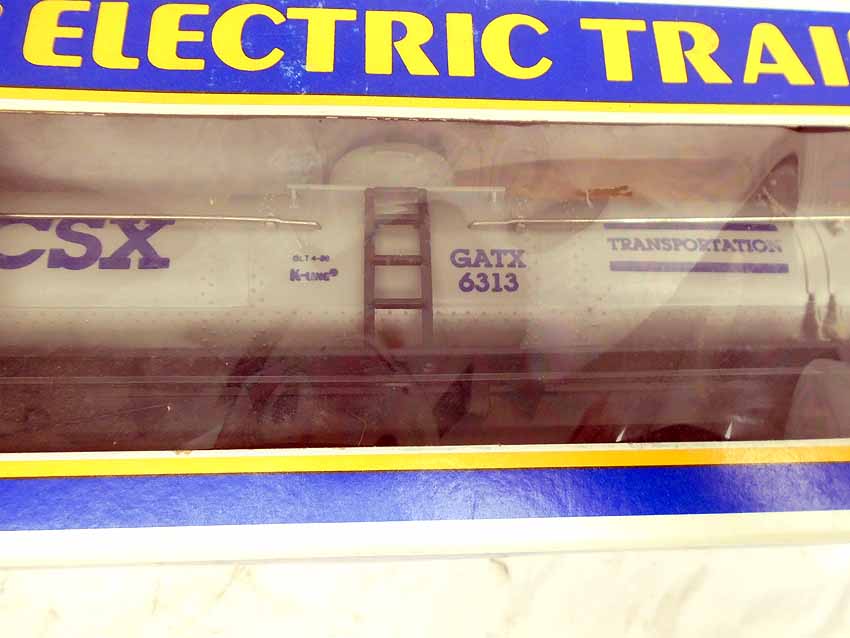 ELECTRIC TRAI
CSX
BLT 4-90
K-LINE®
GATX
6313
TRANSPORTATION